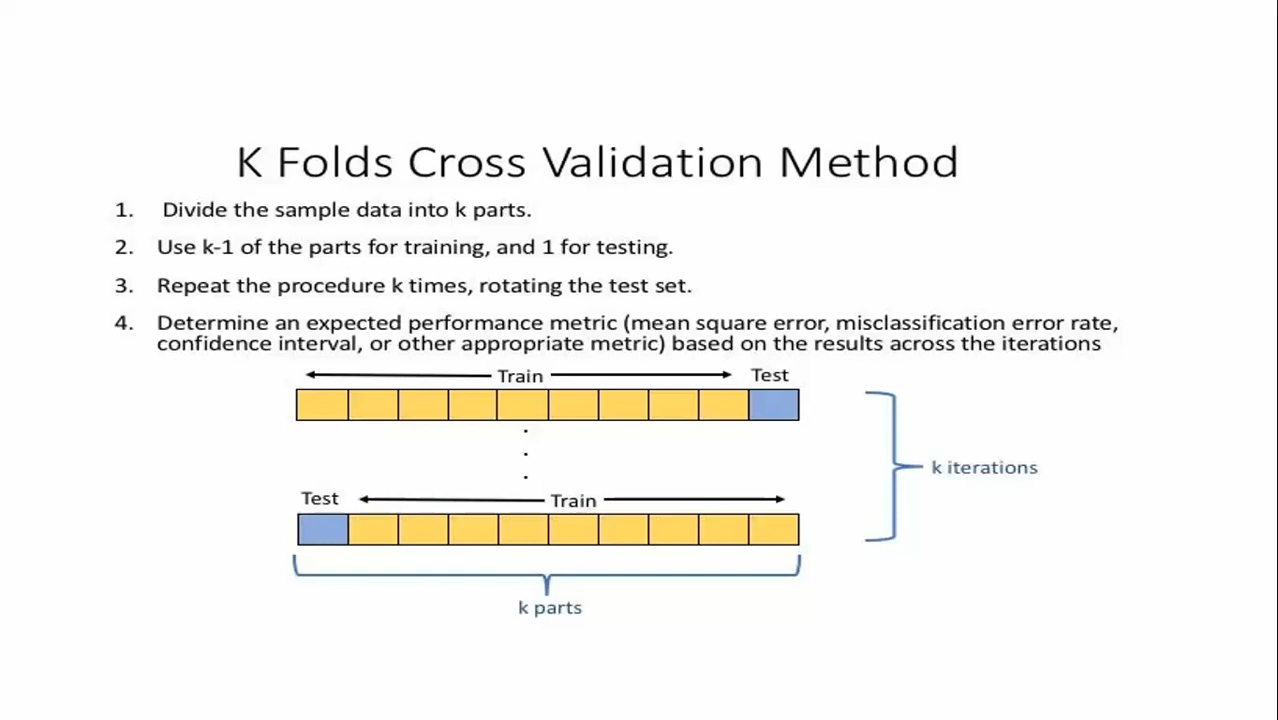 K Folds Cross Validation Method
1. Divide the sample data into k parts.
2. Use k-1 of the parts for training, and 1 for testing.
3. Repeat the procedure k times, rotating the test set.
4. Determine an expected performance metric (mean square error, misclassification error rate,
confidence interval, or other appropriate metric) based on the results across the iterations
Train Test
k iterations
Test Train
k parts